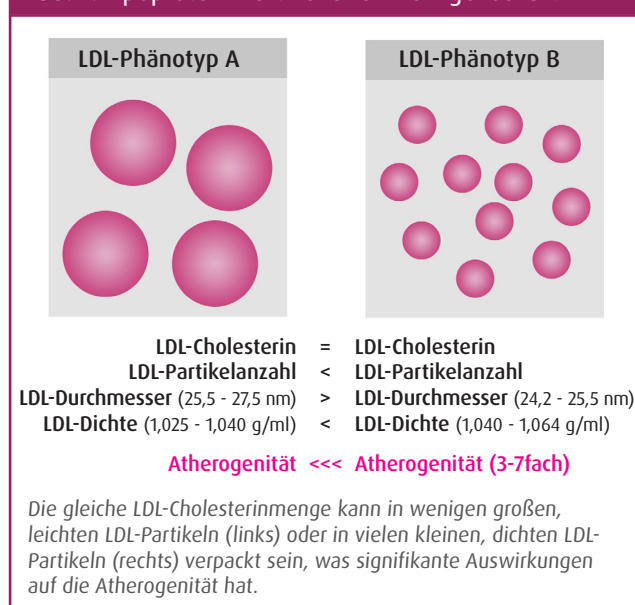 LDL-Phänotyp A
LDL-Phänotyp B
LDL-Cholesterin = LDL-Cholesterin
LDL-Partikelanzahl < LDL-Partikelanzahl
LDL-Durchmesser (25,5 - 27,5 nm) > LDL-Durchmesser (24,2 - 25,5 nm)
LDL-Dichte (1,025 - 1,040 g/ml) < LDL-Dichte (1,040 - 1,064 g/ml)
Atherogenität <<< Atherogenität (3-7fach)
Die gleiche LDL-Cholesterinmenge kann in wenigen großen,
leichten LDL-Partikeln (links) oder in vielen kleinen, dichten LDL-
Partikeln (rechts) verpackt sein, was signifikante Auswirkungen
auf die Atherogenität hat.